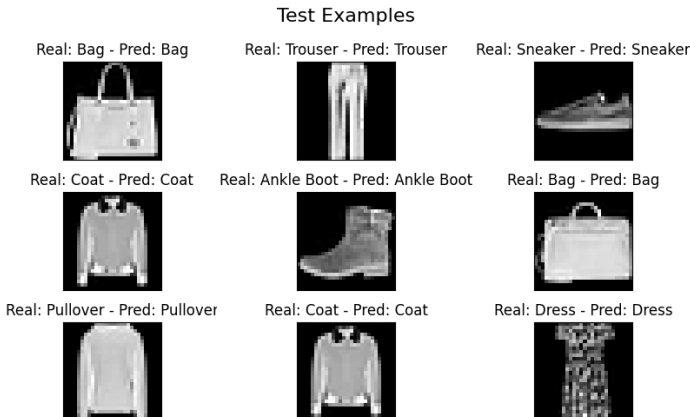 Test Examples
Real: Bag - Pred: Bag
Real: Trouser - Pred: Trouser
Real: Sneaker - Pred: Sneaker
Real: Coat - Pred: Coat
Real: Ankle Boot - Pred: Ankle Boot
Real: Bag - Pred: Bag
Real: Pullover - Pred: Pullover
Real: Coat - Pred: Coat
Real: Dress - Pred: Dress